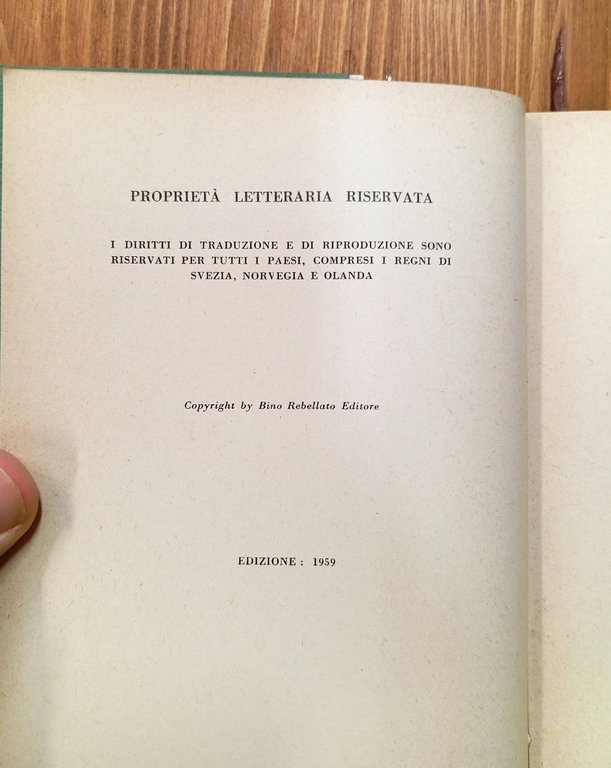 PROPRIETÀ LETTERARIA RISERVATA
I DIRITTI DI TRADUZIONE E DI RIPRODUZIONE SONO
RISERVATI PER TUTTI I PAESI, COMPRESI I REGNI DI
SVEZIA, NORVEGIA E OLANDA
Copyright by Bino Rebellato Editore
EDIZIONE : 1959